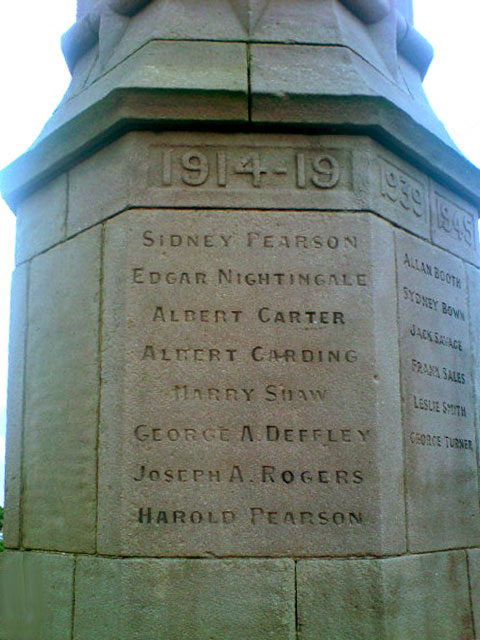 1914-19
SIDNEY PEARSON
EDGAR NIGHTINGALE
ALBERT CARTER
ALBERT CARDING
HARRY SHAW
GEORGE A. DEFFLEY
JOSEPH A. ROGERS
HAROLD PEARSON
1939 1945
ALLAN BOOTH
SYDNEY BOWN
JACK SAVAGE
FRANK SALES
LESLIE SMITH
GEORGE TURNER